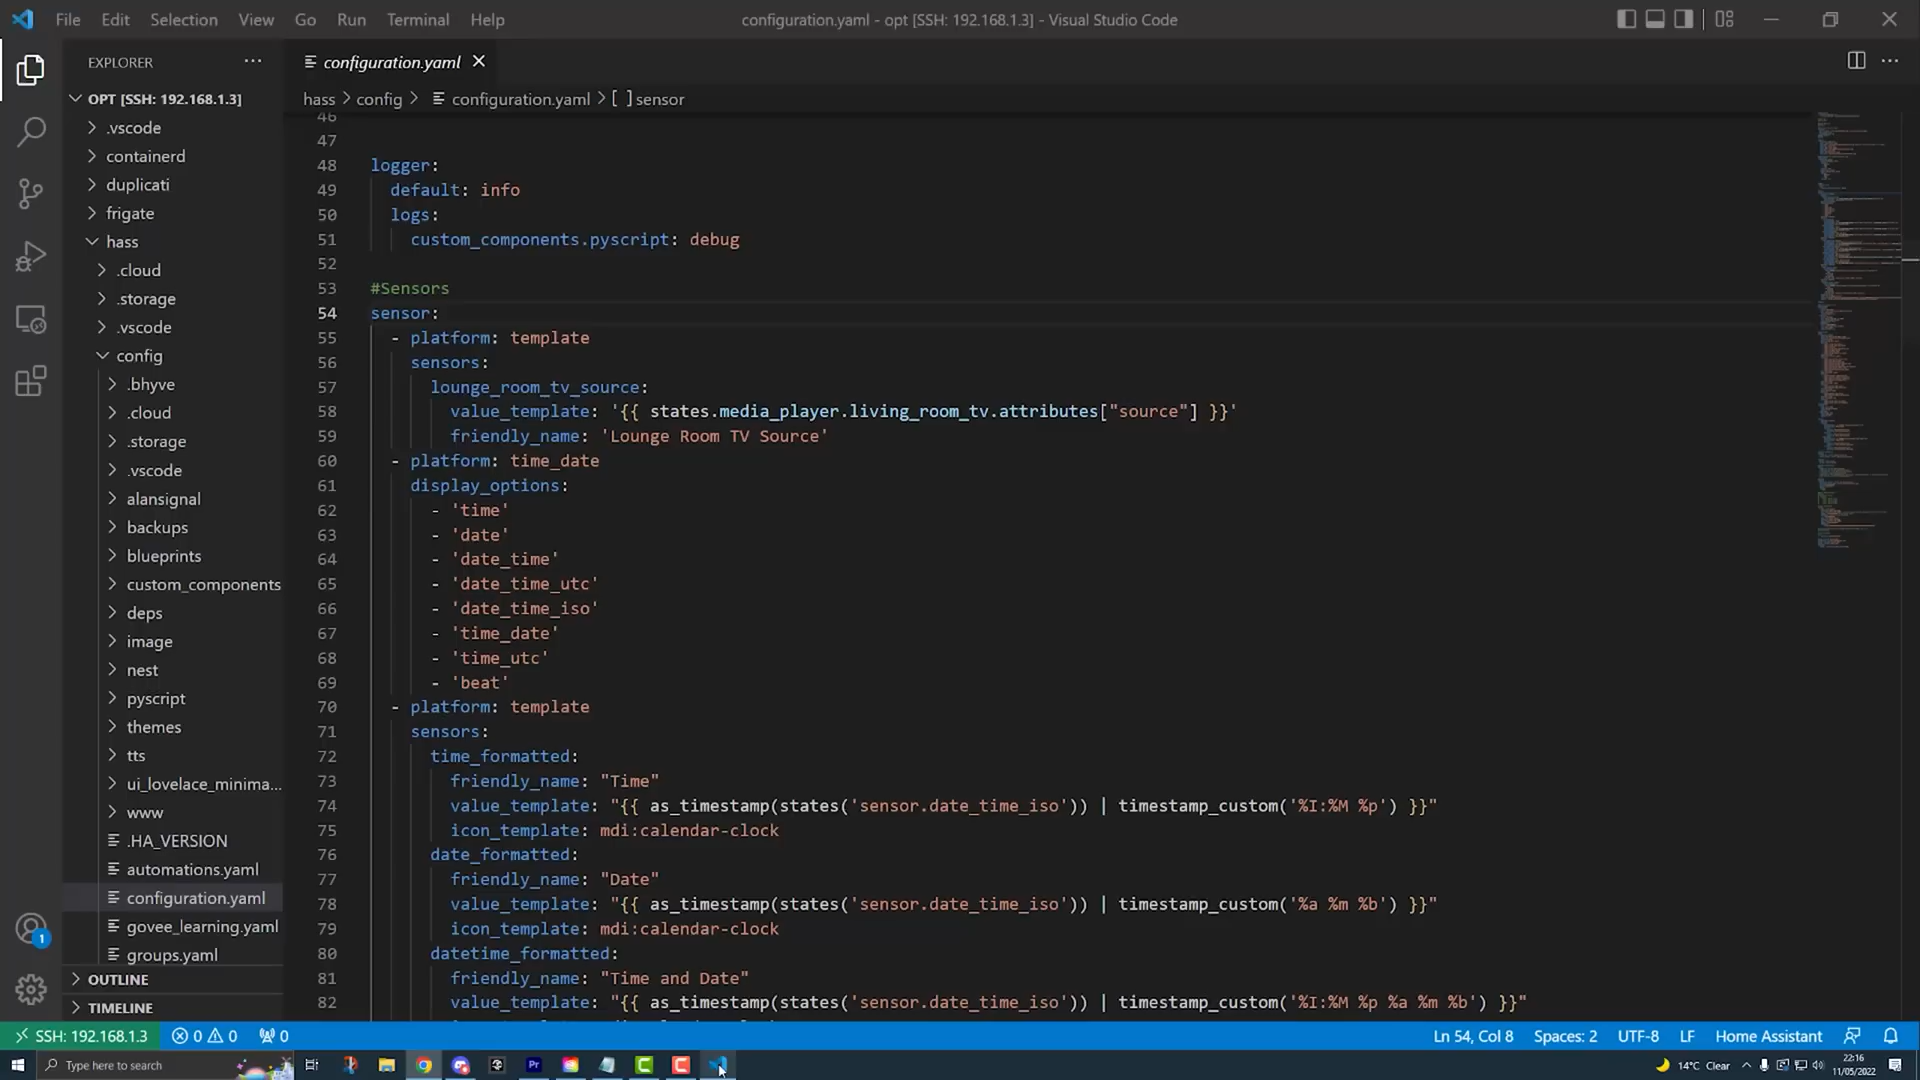 File Edit Selection View Go Run Terminal Help
configuration.yaml - opt [SSH: 192.168.1.3] - Visual Studio Code
EXPLORER
configuration.yaml
OPT [SSH: 192.168.1.3]
hass > config > configuration.yaml > [ ] sensor
.vscode
containerd
duplicati
frigate
hass
.cloud
.storage
.vscode
config
.bhyve
.cloud
.storage
.vscode
alansignal
backups
blueprints
custom_components
deps
image
nest
pyscript
themes
tts
ui_lovelace_minima...
www
.HA_VERSION
automations.yaml
configuration.yaml
govee_learning.yaml
groups.yaml
OUTLINE
TIMELINE
46
47
48 logger:
49 default: info
50 logs:
51 custom_components.pyscript: debug
52
53 #Sensors
54 sensor:
55 - platform: template
56 sensors:
57 lounge_room_tv_source:
58 value_template: '{{ states.media_player.living_room_tv.attributes["source"] }}'
59 friendly_name: 'Lounge Room TV Source'
60 - platform: time_date
61 display_options:
62 - 'time'
63 - 'date'
64 - 'date_time'
65 - 'date_time_utc'
66 - 'date_time_iso'
67 - 'time_date'
68 - 'time_utc'
69 - 'beat'
70 - platform: template
71 sensors:
72 time_formatted:
73 friendly_name: "Time"
74 value_template: "{{ as_timestamp(states('sensor.date_time_iso')) | timestamp_custom('%I:%M %p') }}"
75 icon_template: mdi:calendar-clock
76 date_formatted:
77 friendly_name: "Date"
78 value_template: "{{ as_timestamp(states('sensor.date_time_iso')) | timestamp_custom('%a %m %b') }}"
79 icon_template: mdi:calendar-clock
80 datetime_formatted:
81 friendly_name: "Time and Date"
82 value_template: "{{ as_timestamp(states('sensor.date_time_iso')) | timestamp_custom('%I:%M %p %a %m %b') }}"
SSH: 192.168.1.3 0 0 0 Ln 54, Col 8 Spaces: 2 UTF-8 LF Home Assistant
1
Type here to search
Pr
14°C Clear
22:16
11/05/2022